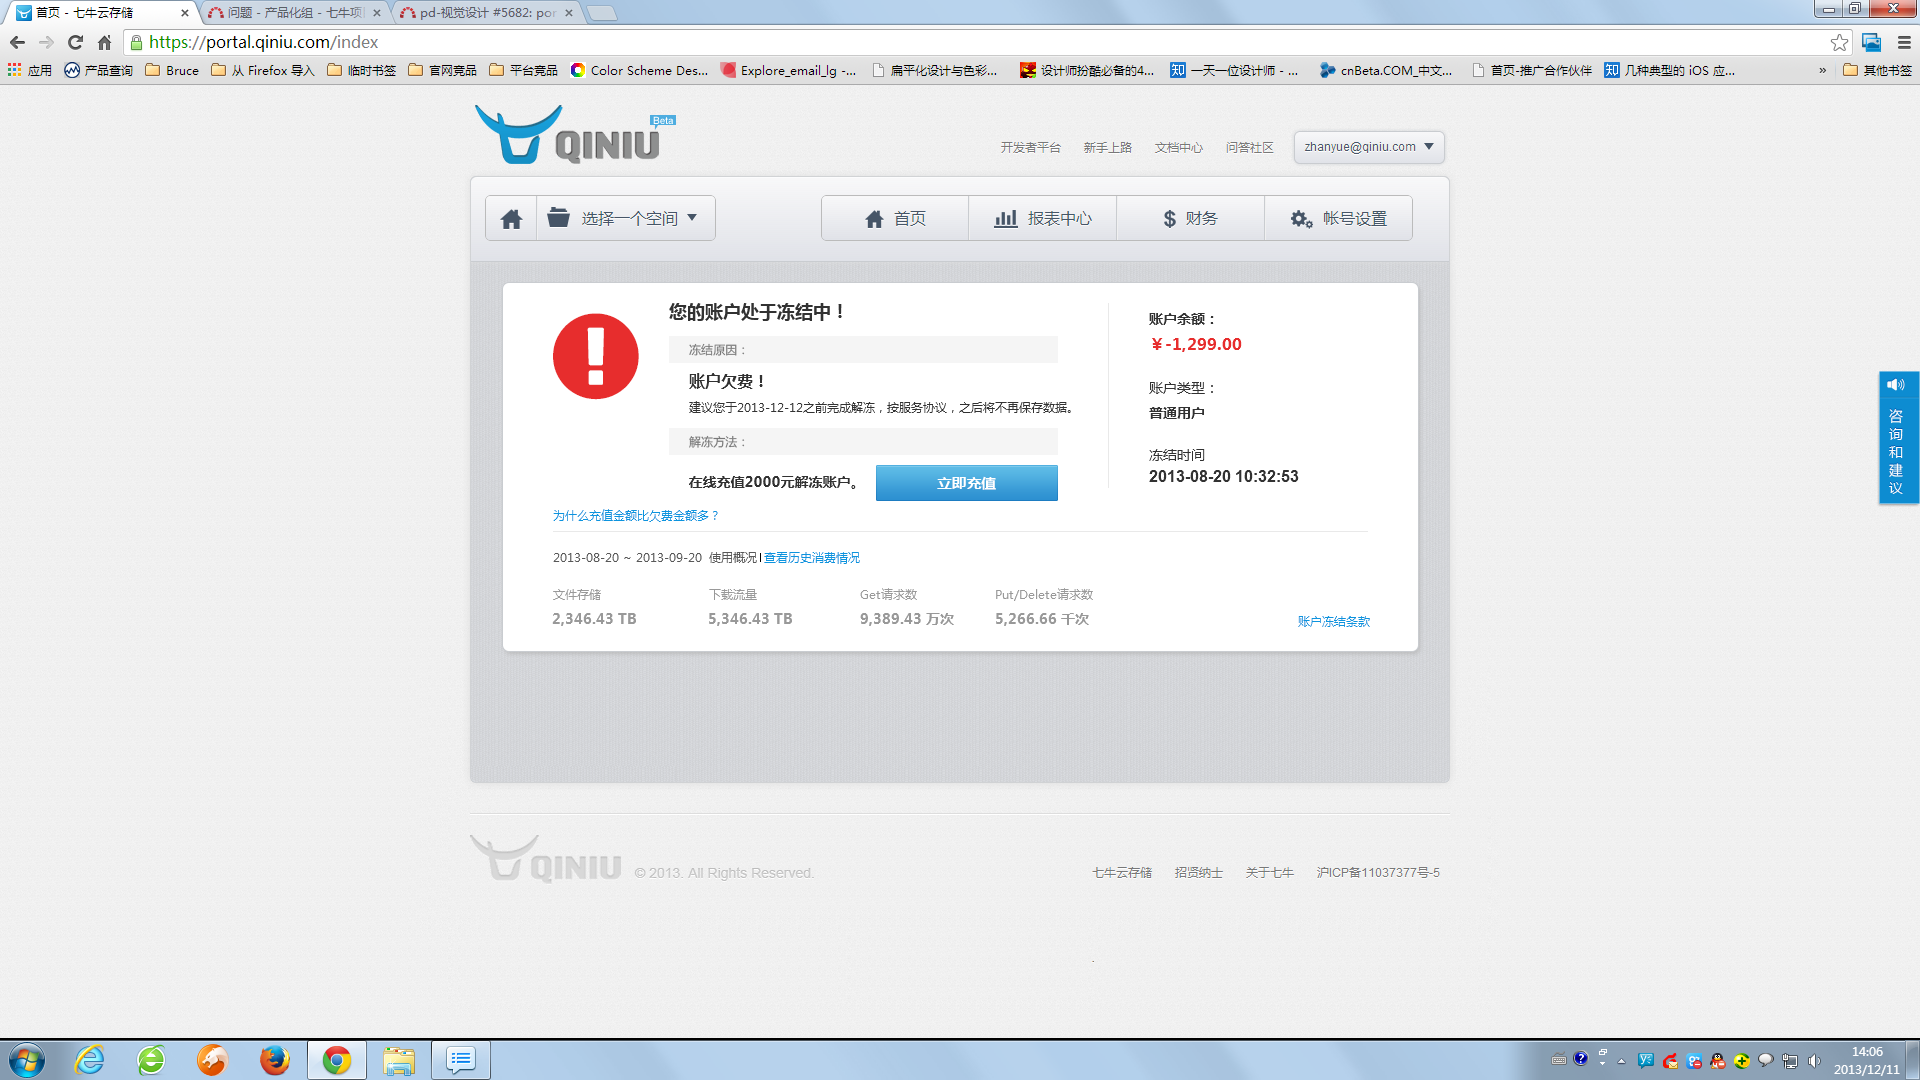 首页 - 七牛云存储
问题 - 产品化组 - 七牛项
pd-视觉设计 #5682: por
https://portal.qiniu.com/index
应用
产品查询
Bruce
从 Firefox 导入
临时书签
官网竞品
平台竞品
Color Scheme Des...
Explore_email_lg -...
扁平化设计与色彩...
设计师扮酷必备的4...
一天一位设计师 - ...
cnBeta.COM_中文...
首页-推广合作伙伴
知 几种典型的 iOS 应...
»
其他书签
QINIU
Beta
开发者平台
新手上路
文档中心
问答社区
zhanyue@qiniu.com
选择一个空间
首页
报表中心
$ 财务
帐号设置
您的账户处于冻结中！
冻结原因：
账户欠费！
建议您于2013-12-12之前完成解冻，按服务协议，之后将不再保存数据。
解冻方法：
在线充值2000元解冻账户。
立即充值
为什么充值金额比欠费金额多？
账户余额：
￥-1,299.00
账户类型：
普通用户
冻结时间
2013-08-20 10:32:53
2013-08-20 ~ 2013-09-20 使用概况 | 查看历史消费情况
文件存储
2,346.43 TB
下载流量
5,346.43 TB
Get请求数
9,389.43 万次
Put/Delete请求数
5,266.66 千次
账户冻结条款
咨询和建议
QINIU
© 2013. All Rights Reserved.
七牛云存储
招贤纳士
关于七牛
沪ICP备11037377号-5
14:06
2013/12/11